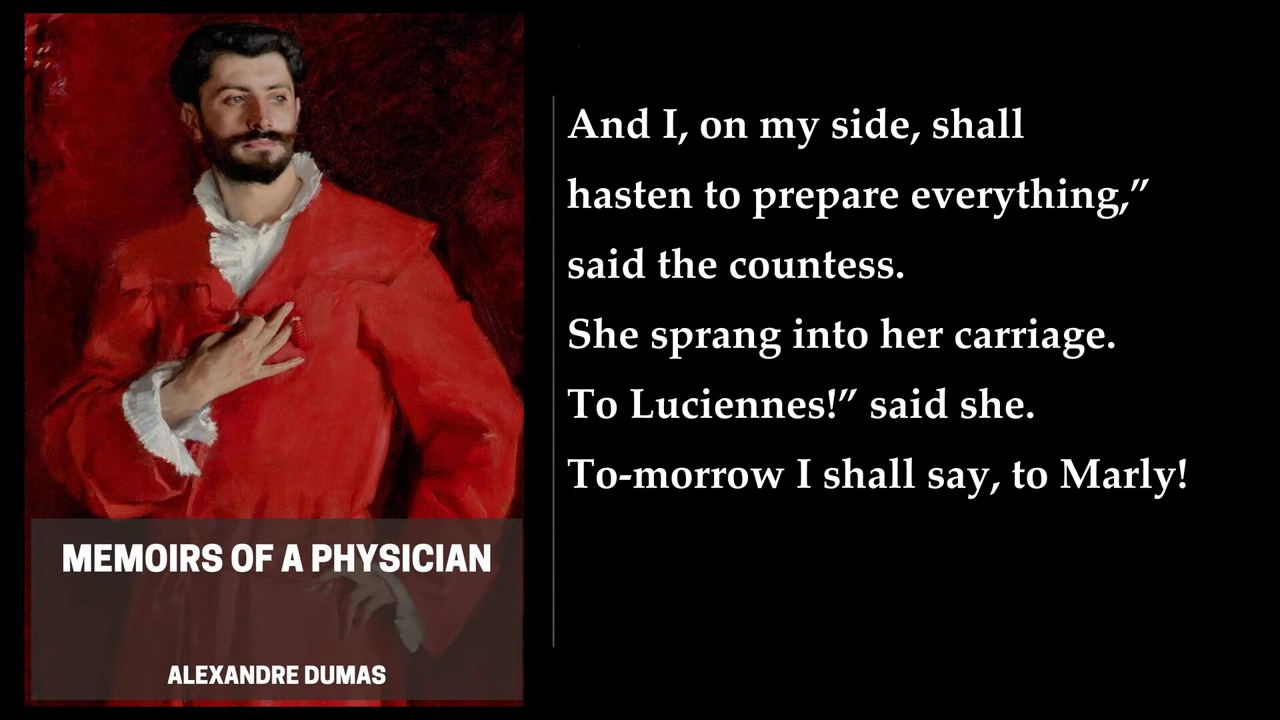 MEMOIRS OF A PHYSICIAN
ALEXANDRE DUMAS
And I, on my side, shall
hasten to prepare everything,”
said the countess.
She sprang into her carriage.
To Luciennes!” said she.
To-morrow I shall say, to Marly!